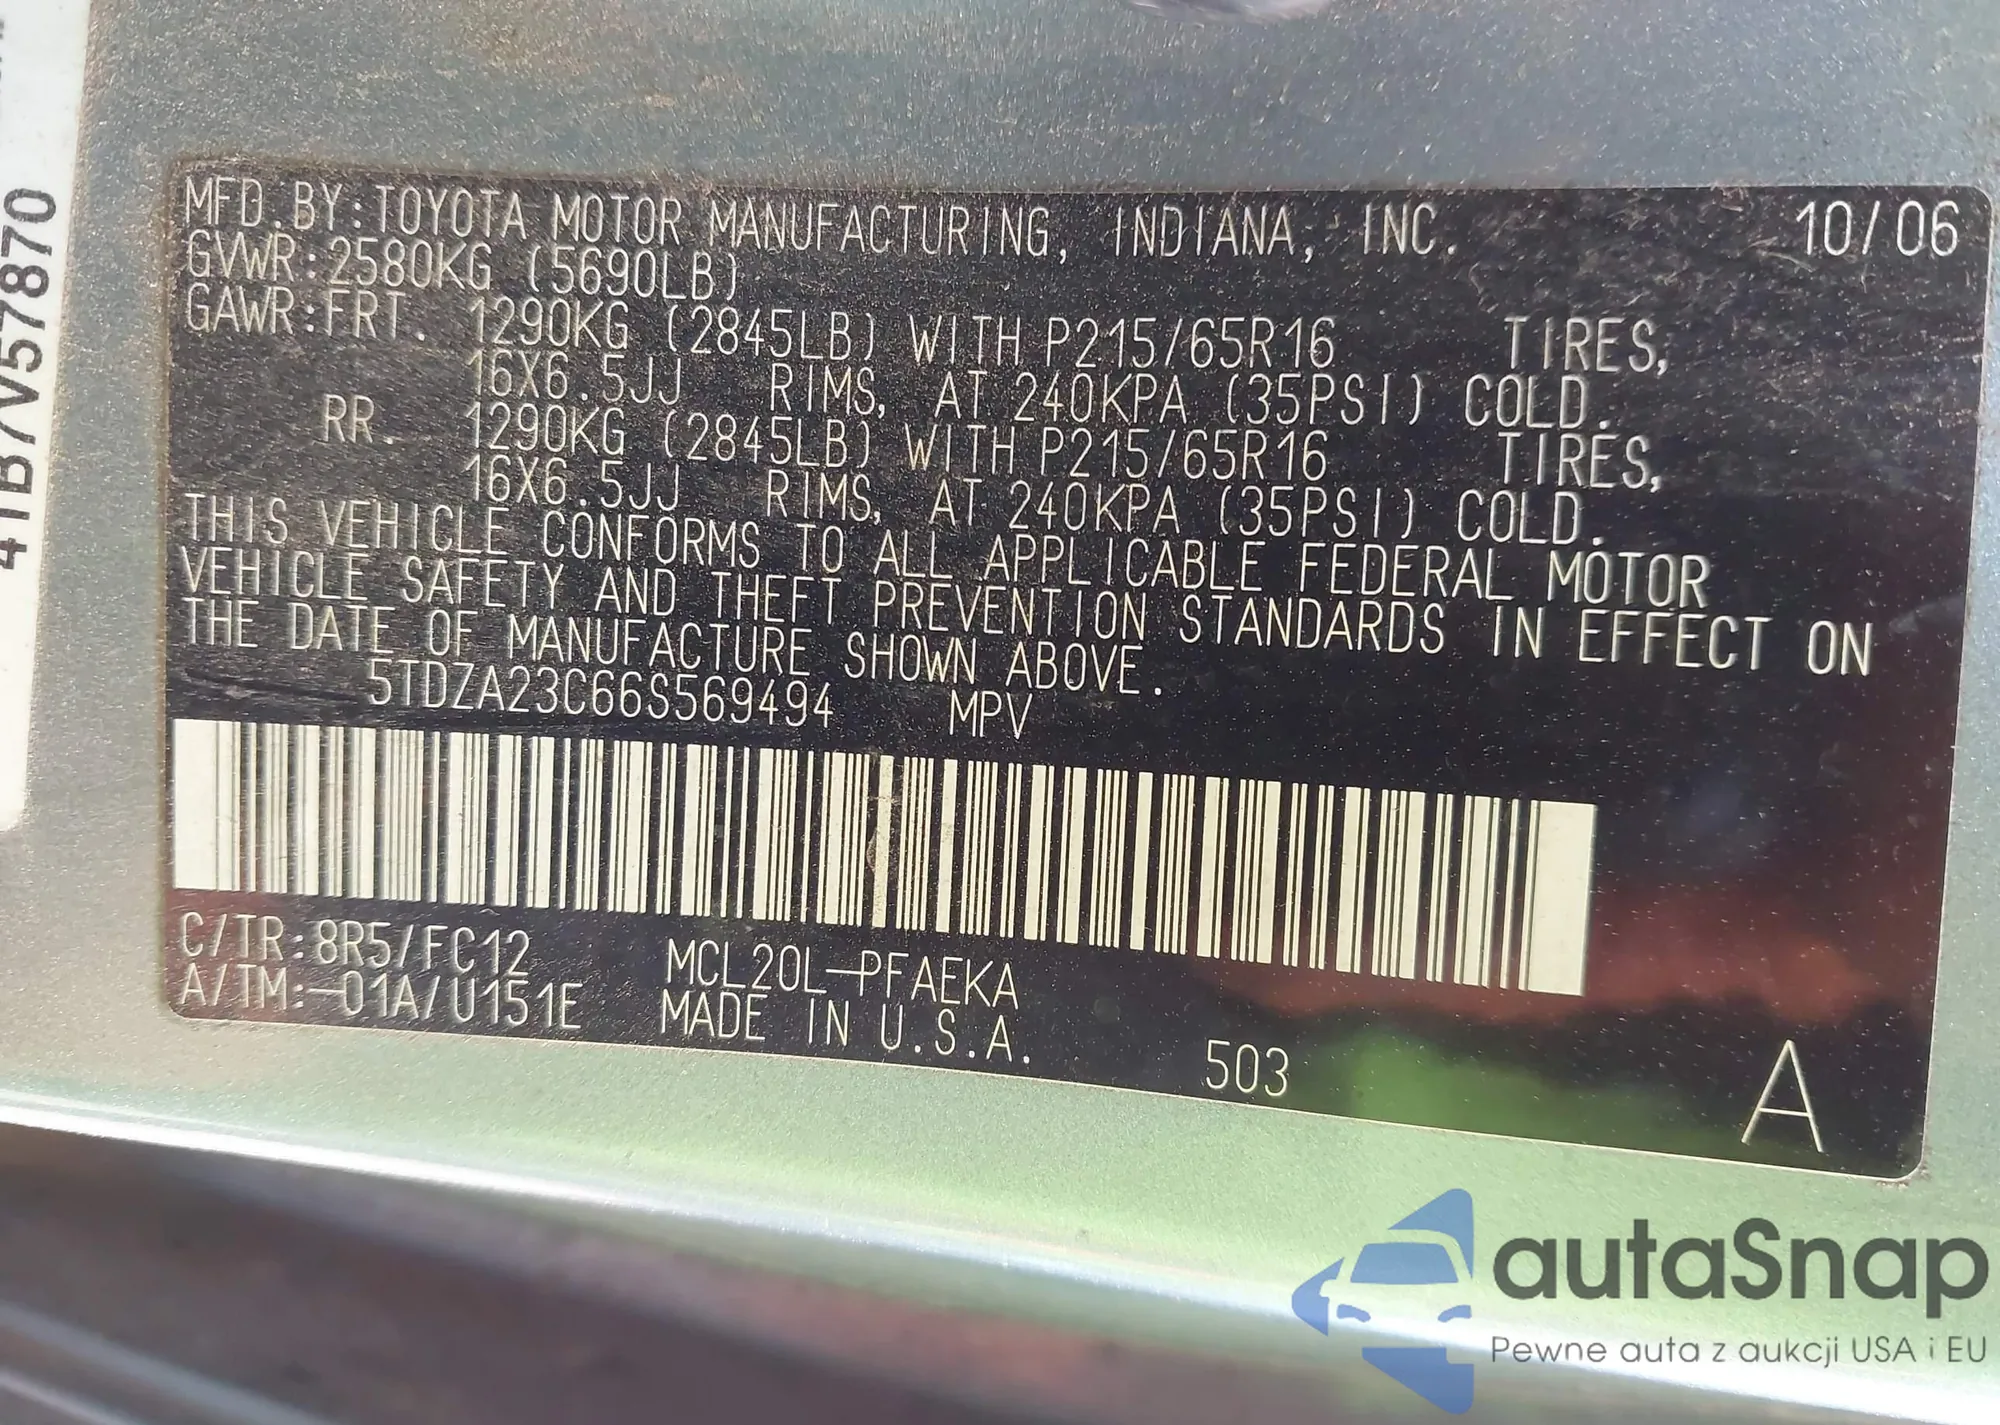 41B7V57870
MFD.BY:TOYOTA MOTOR MANUFACTURING, INDIANA, INC. 10/06
GVWR:2580KG (5690LB)
GAWR:FRT. 1290KG (2845LB) WITH P215/65R16 TIRES,
16X6.5JJ RIMS, AT 240KPA (35PSI) COLD.
RR. 1290KG (2845LB) WITH P215/65R16 TIRES,
16X6.5JJ RIMS, AT 240KPA (35PSI) COLD.
THIS VEHICLE CONFORMS TO ALL APPLICABLE FEDERAL MOTOR
VEHICLE SAFETY AND THEFT PREVENTION STANDARDS IN EFFECT ON
THE DATE OF MANUFACTURE SHOWN ABOVE.
5TDZA23C66S569494 MPV
C/TR:8R5/FC12 MCL20L-PFAEKA
A/TM:-01A/U151E MADE IN U.S.A.
503 A
autaSnap
Pewne auta z aukcji USA i EU